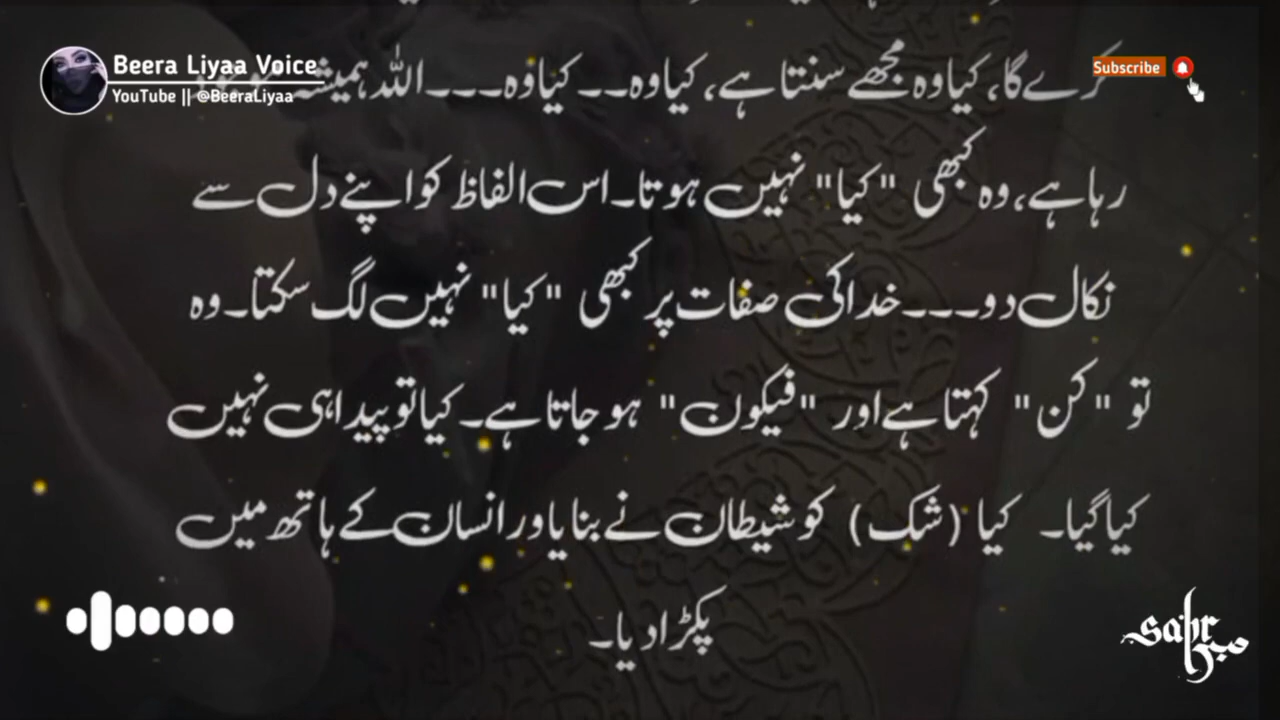 Beera Liyaa Voice
YouTube || @BeeraLiyaa
Subscribe
کرے گا، کیا وہ مجھے سنتا ہے، کیا وہ۔۔ کیا وہ۔۔۔ اللہ ہمیشہ
رہا ہے، وہ کبھی "کیا" نہیں ہوتا۔ اس الفاظ کو اپنے دل سے
نکال دو۔۔۔ خدا کی صفات پر کبھی "کیا" نہیں لگ سکتا۔ وہ
تو "کن" کہتا ہے اور "فیکون" ہو جاتا ہے۔ کیا تو پیدا ہی نہیں
کیا گیا۔ کیا (شک) کو شیطان نے بنایا اور انسان کے ہاتھ میں
پکڑا دیا۔
sabr صبر